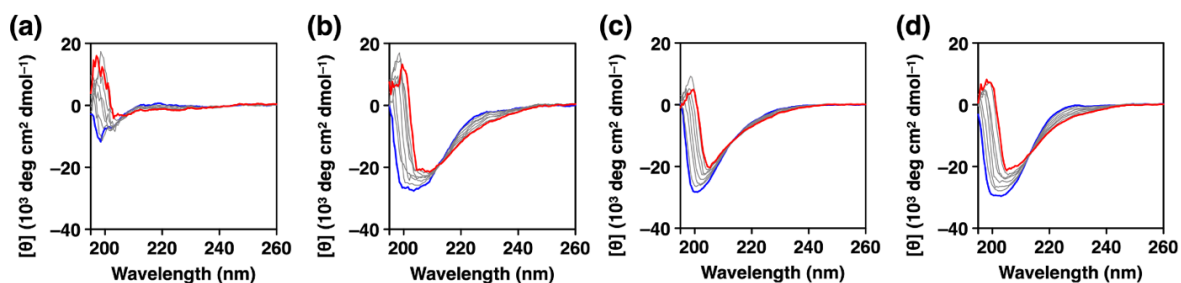 (a) (b) (c) (d)
[θ] (10³ deg cm² dmol⁻¹) [θ] (10³ deg cm² dmol⁻¹) [θ] (10³ deg cm² dmol⁻¹) [θ] (10³ deg cm² dmol⁻¹)
20 20 20 20
0 0 0 0
−20 −20 −20 −20
−40 −40 −40 −40
200 220 240 260 200 220 240 260 200 220 240 260 200 220 240 260
Wavelength (nm) Wavelength (nm) Wavelength (nm) Wavelength (nm)